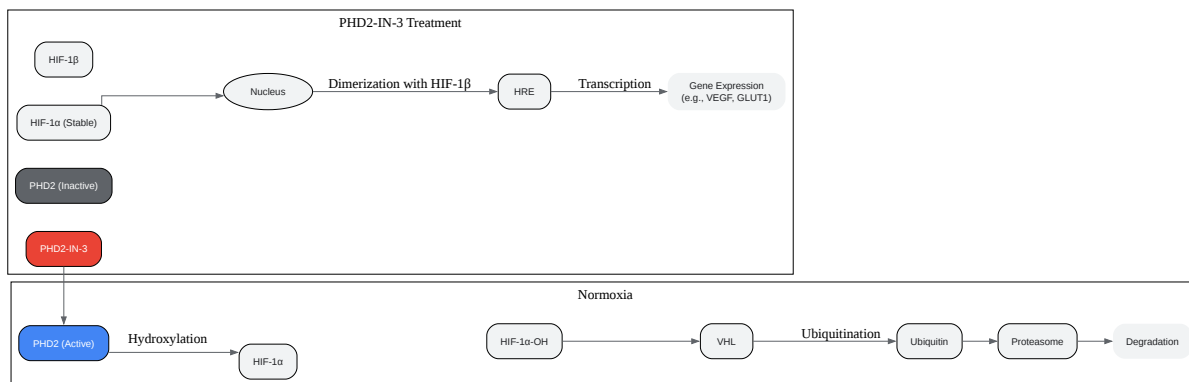 PHD2-IN-3 Treatment
HIF-1β
Nucleus
Dimerization with HIF-1β
HRE
Transcription
Gene Expression
(e.g., VEGF, GLUT1)
HIF-1α (Stable)
PHD2 (Inactive)
PHD2-IN-3
Normoxia
PHD2 (Active)
Hydroxylation
HIF-1α
HIF-1α-OH
VHL
Ubiquitination
Ubiquitin
Proteasome
Degradation